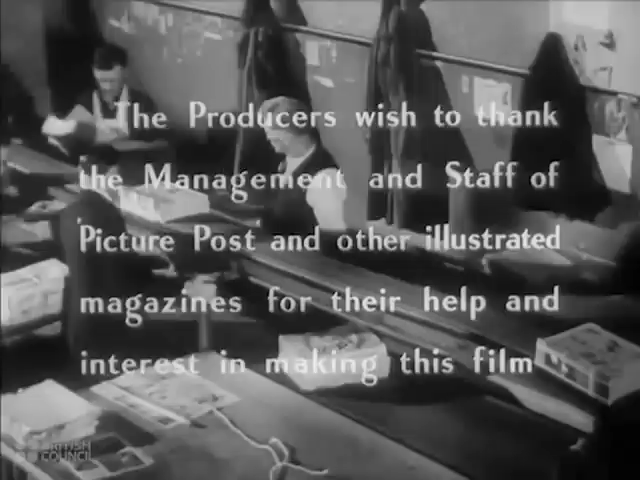 The Producers wish to thank
the Management and Staff of
Picture Post and other illustrated
magazines for their help and
interest in making this film
BRITISH
COUNCIL